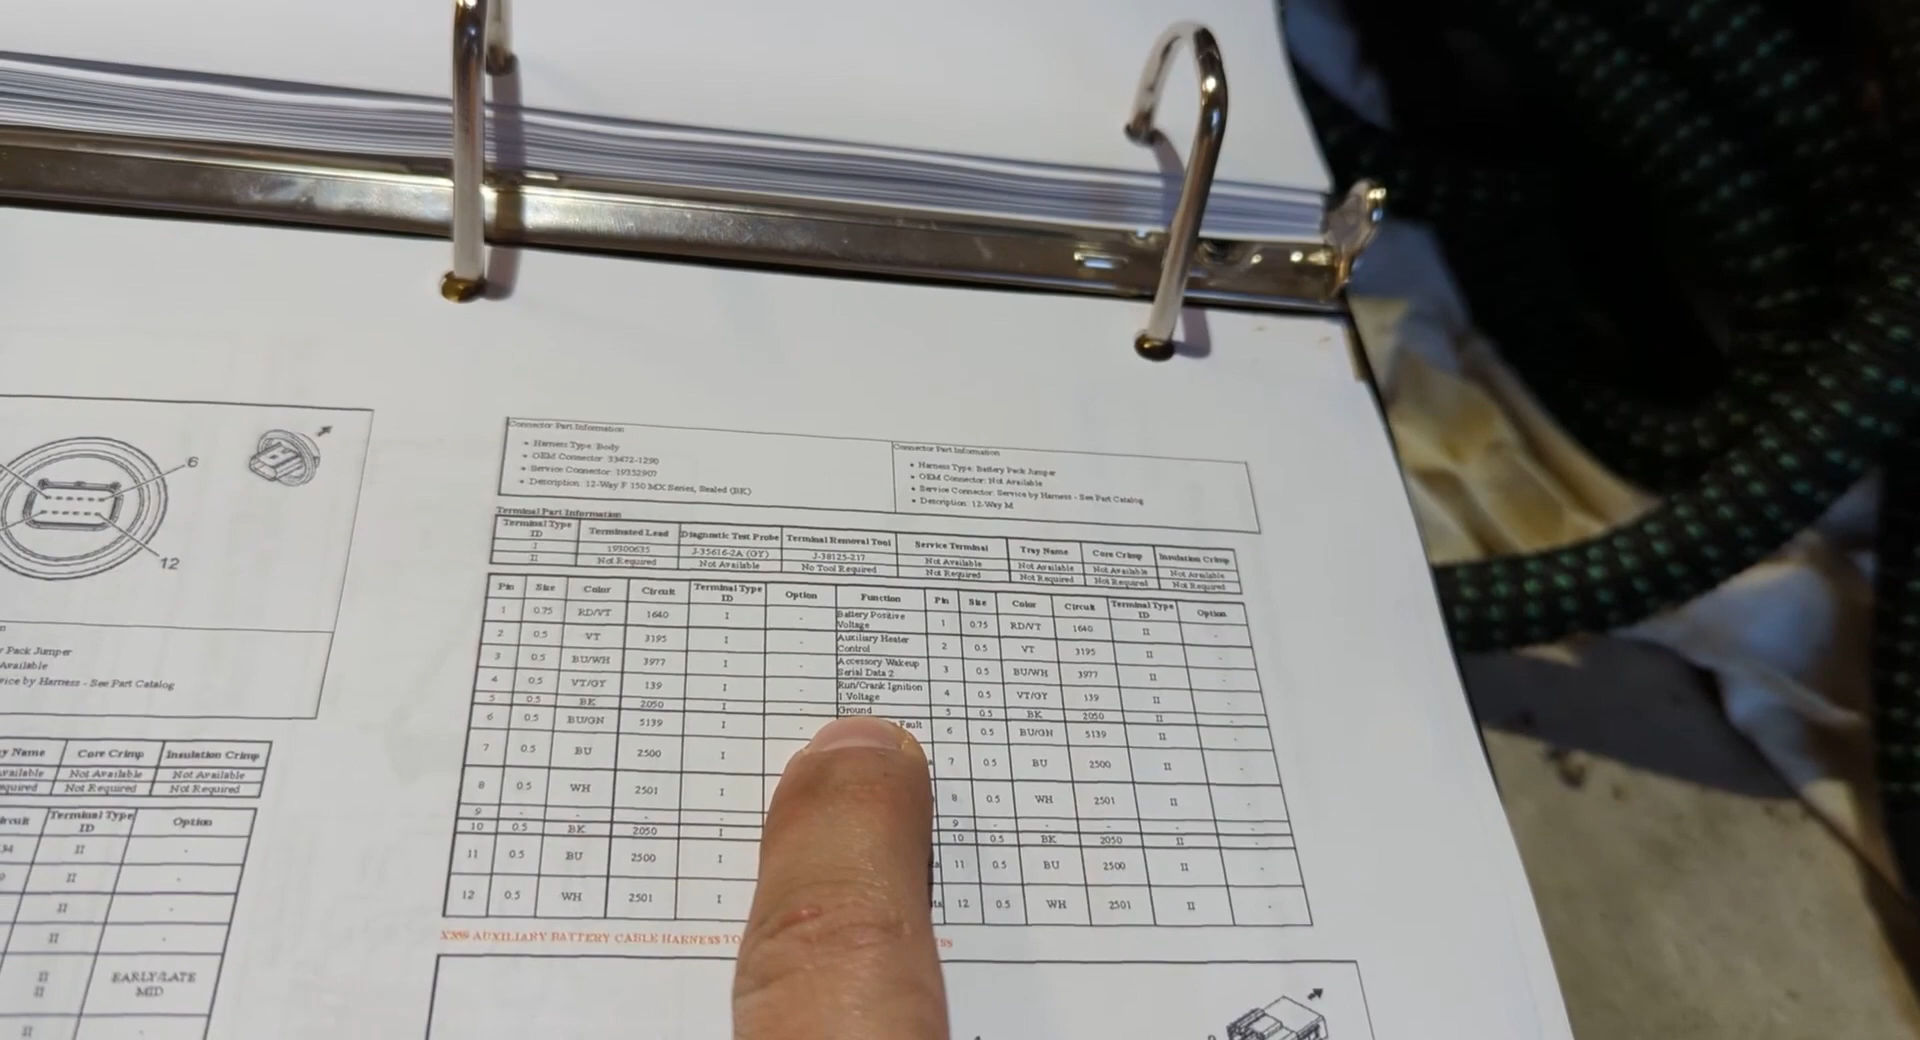 6
12
Pack Jumper
Available
ice by Harness - See Part Catalog
Name Core Crimp Insulation Crimp
Available Not Available Not Available
Required Not Required Not Required
Terminal Type ID Option
II -
II -
II -
II -
II EARLY/LATE
II MID
II -
Connector Part Information
• Harness Type: Body
• OEM Connector: 33472-1290
• Service Connector: 19352907
• Description: 12-Way F 150 MX Series, Sealed (BK)
Connector Part Information
• Harness Type: Battery Pack Jumper
• OEM Connector: Not Available
• Service Connector: Service by Harness - See Part Catalog
• Description: 12-Way M
Terminal Part Information
Terminal Type ID Terminated Lead Diagnostic Test Probe Terminal Removal Tool Service Terminal Tray Name Core Crimp Insulation Crimp
I 19300635 J-35616-2A (GY) J-38125-217 Not Available Not Available Not Available Not Available
II Not Required Not Available No Tool Required Not Required Not Required Not Required Not Required
Pin Size Color Circuit Terminal Type ID Option Function Pin Size Color Circuit Terminal Type ID Option
1 0.75 RD/VT 1640 I - Battery Positive Voltage 1 0.75 RD/VT 1640 II -
2 0.5 VT 3195 I - Auxiliary Heater Control 2 0.5 VT 3195 II -
3 0.5 BU/WH 3977 I - Accessory Wakeup Serial Data 2 3 0.5 BU/WH 3977 II -
4 0.5 VT/GY 139 I - Run/Crank Ignition 1 Voltage 4 0.5 VT/GY 139 II -
5 0.5 BK 2050 I - Ground 5 0.5 BK 2050 II -
6 0.5 BU/GN 5139 I - Fault 6 0.5 BU/GN 5139 II -
7 0.5 BU 2500 I 7 0.5 BU 2500 II -
8 0.5 WH 2501 I 8 0.5 WH 2501 II -
9 - - - - 9 - - - - -
10 0.5 BK 2050 I 10 0.5 BK 2050 II -
11 0.5 BU 2500 I 11 0.5 BU 2500 II -
12 0.5 WH 2501 I 12 0.5 WH 2501 II -
AUXILIARY BATTERY CABLE HARNESS TO